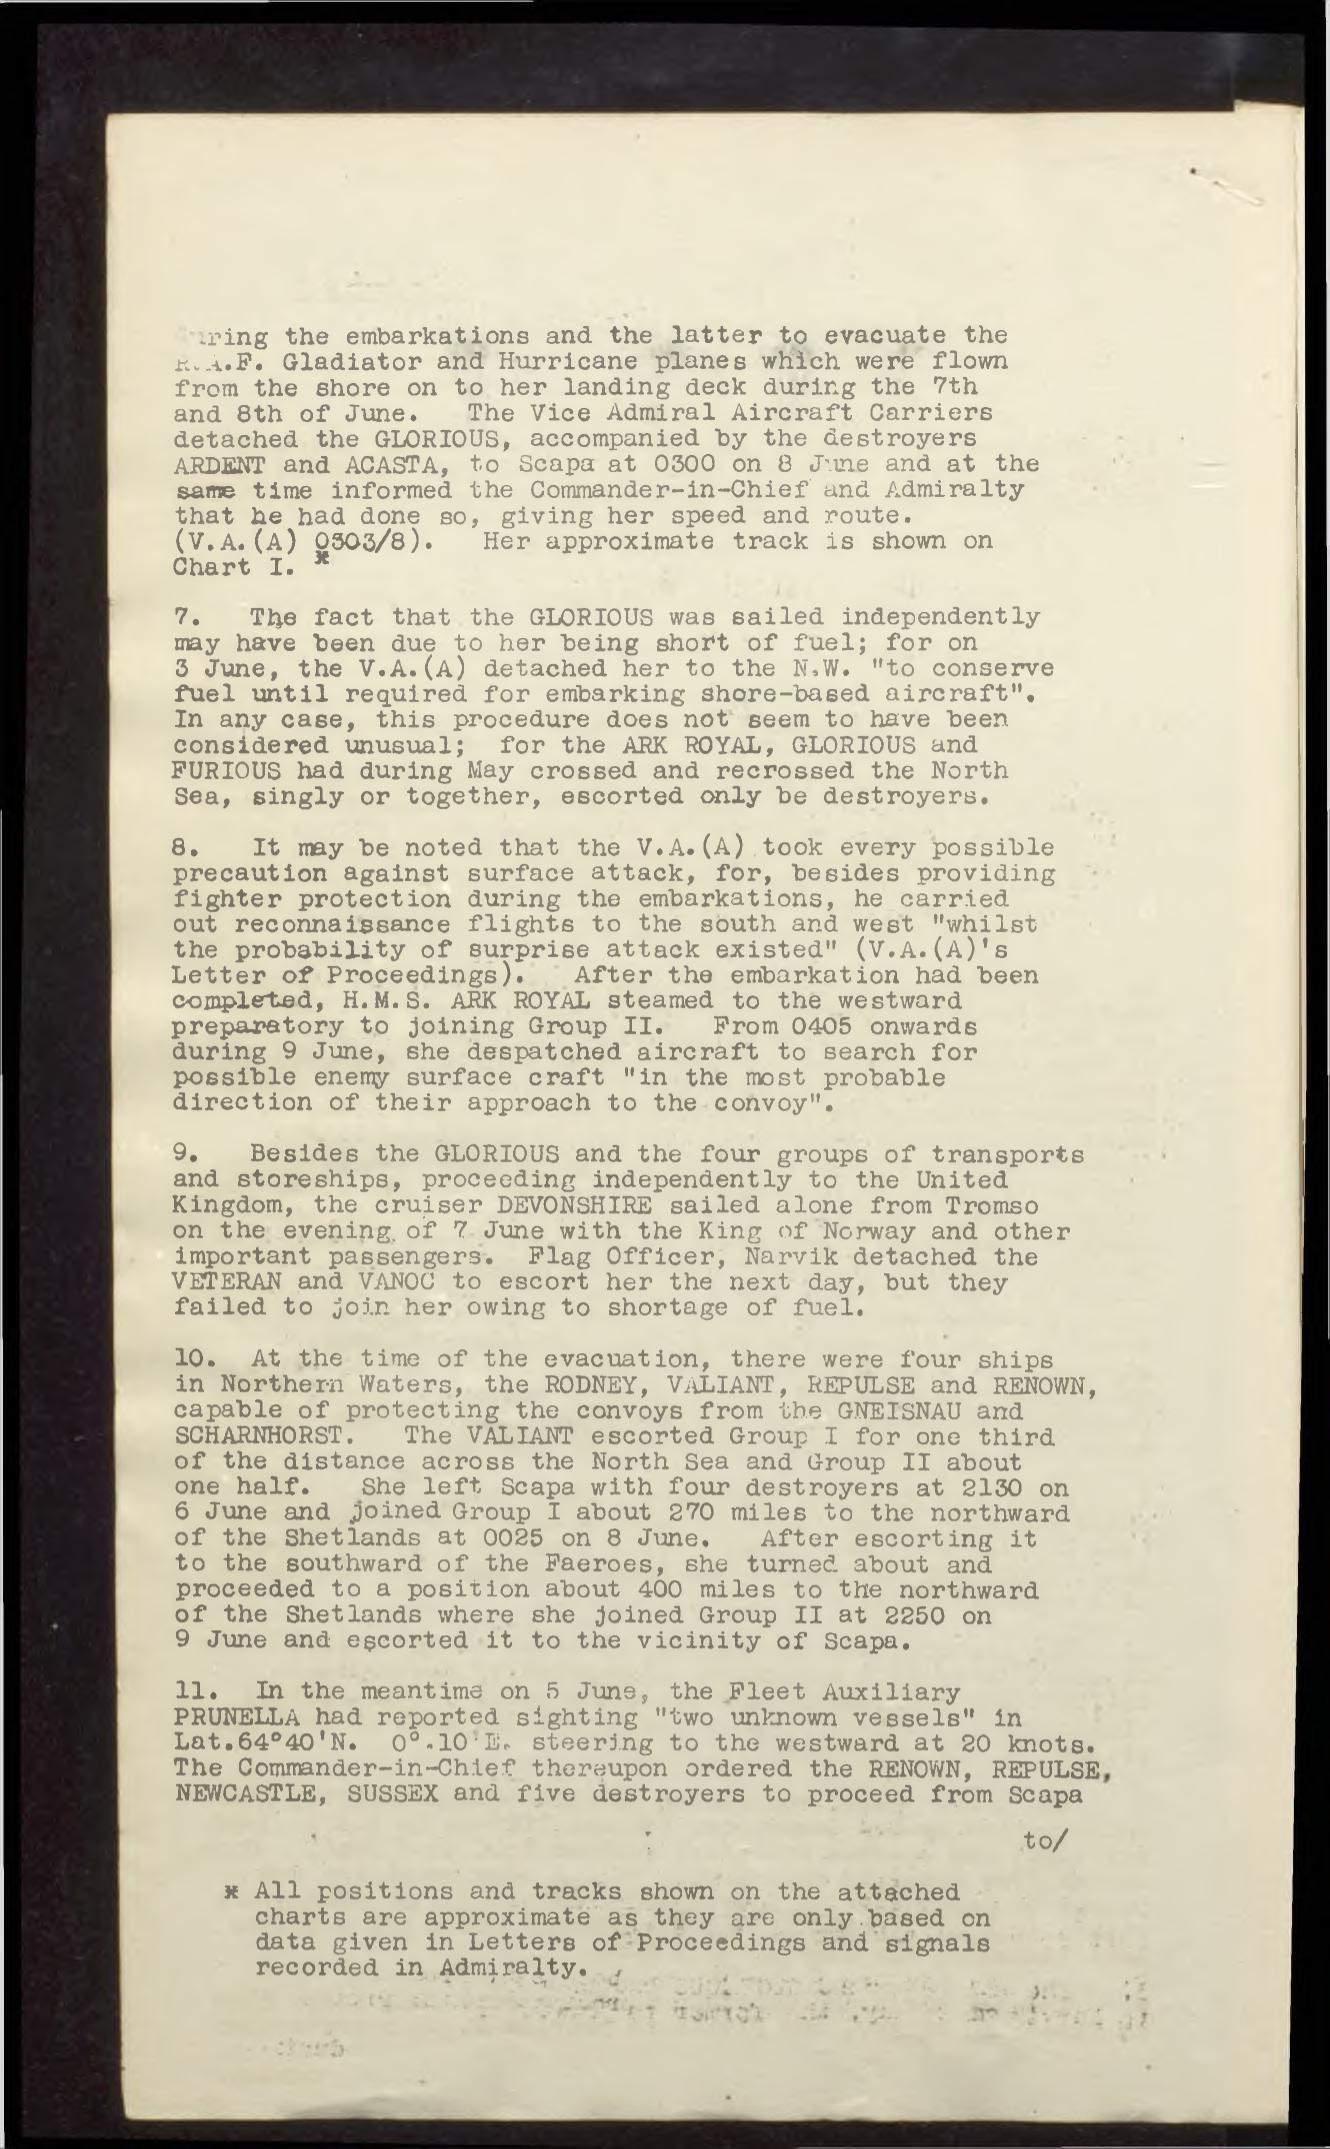 during the embarkations and the latter to evacuate the
R.A.F. Gladiator and Hurricane planes which were flown
from the shore on to her landing deck during the 7th
and 8th of June. The Vice Admiral Aircraft Carriers
detached the GLORIOUS, accompanied by the destroyers
ARDENT and ACASTA, to Scapa at 0300 on 8 June and at the
same time informed the Commander-in-Chief and Admiralty
that he had done so, giving her speed and route.
(V.A.(A) 0303/8). Her approximate track is shown on
Chart I. *
7. The fact that the GLORIOUS was sailed independently
may have been due to her being short of fuel; for on
3 June, the V.A.(A) detached her to the N.W. "to conserve
fuel until required for embarking shore-based aircraft".
In any case, this procedure does not seem to have been
considered unusual; for the ARK ROYAL, GLORIOUS and
FURIOUS had during May crossed and recrossed the North
Sea, singly or together, escorted only be destroyers.
8. It may be noted that the V.A.(A) took every possible
precaution against surface attack, for, besides providing
fighter protection during the embarkations, he carried
out reconnaissance flights to the south and west "whilst
the probability of surprise attack existed" (V.A.(A)'s
Letter of Proceedings). After the embarkation had been
completed, H.M.S. ARK ROYAL steamed to the westward
preparatory to joining Group II. From 0405 onwards
during 9 June, she despatched aircraft to search for
possible enemy surface craft "in the most probable
direction of their approach to the convoy".
9. Besides the GLORIOUS and the four groups of transports
and storeships, proceeding independently to the United
Kingdom, the cruiser DEVONSHIRE sailed alone from Tromso
on the evening of 7 June with the King of Norway and other
important passengers. Flag Officer, Narvik detached the
VETERAN and VANOC to escort her the next day, but they
failed to join her owing to shortage of fuel.
10. At the time of the evacuation, there were four ships
in Northern Waters, the RODNEY, VALIANT, REPULSE and RENOWN,
capable of protecting the convoys from the GNEISNAU and
SCHARNHORST. The VALIANT escorted Group I for one third
of the distance across the North Sea and Group II about
one half. She left Scapa with four destroyers at 2130 on
6 June and joined Group I about 270 miles to the northward
of the Shetlands at 0025 on 8 June. After escorting it
to the southward of the Faeroes, she turned about and
proceeded to a position about 400 miles to the northward
of the Shetlands where she joined Group II at 2250 on
9 June and escorted it to the vicinity of Scapa.
11. In the meantime on 5 June, the Fleet Auxiliary
PRUNELLA had reported sighting "two unknown vessels" in
Lat.64°40'N. 0°.10'E. steering to the westward at 20 knots.
The Commander-in-Chief thereupon ordered the RENOWN, REPULSE,
NEWCASTLE, SUSSEX and five destroyers to proceed from Scapa
to/
* All positions and tracks shown on the attached
charts are approximate as they are only based on
data given in Letters of Proceedings and signals
recorded in Admiralty.